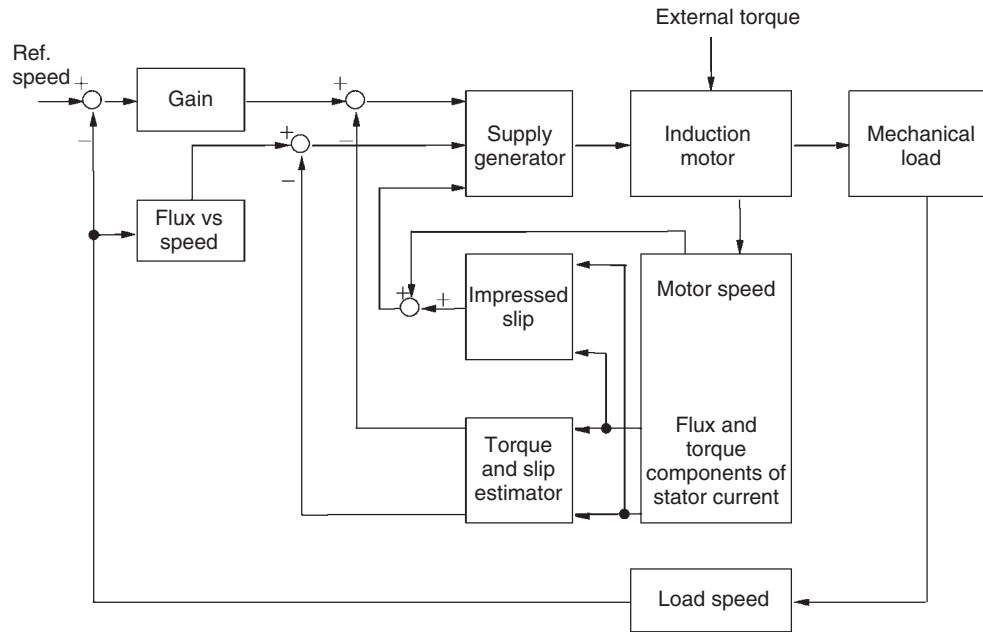 External torque
Ref.
speed
+
+
Gain
−
−
+
−
Supply
generator
Induction
motor
Mechanical
load
Flux vs
speed
+
+
Impressed
slip
Motor speed
Torque
and slip
estimator
Flux and
torque
components of
stator current
Load speed